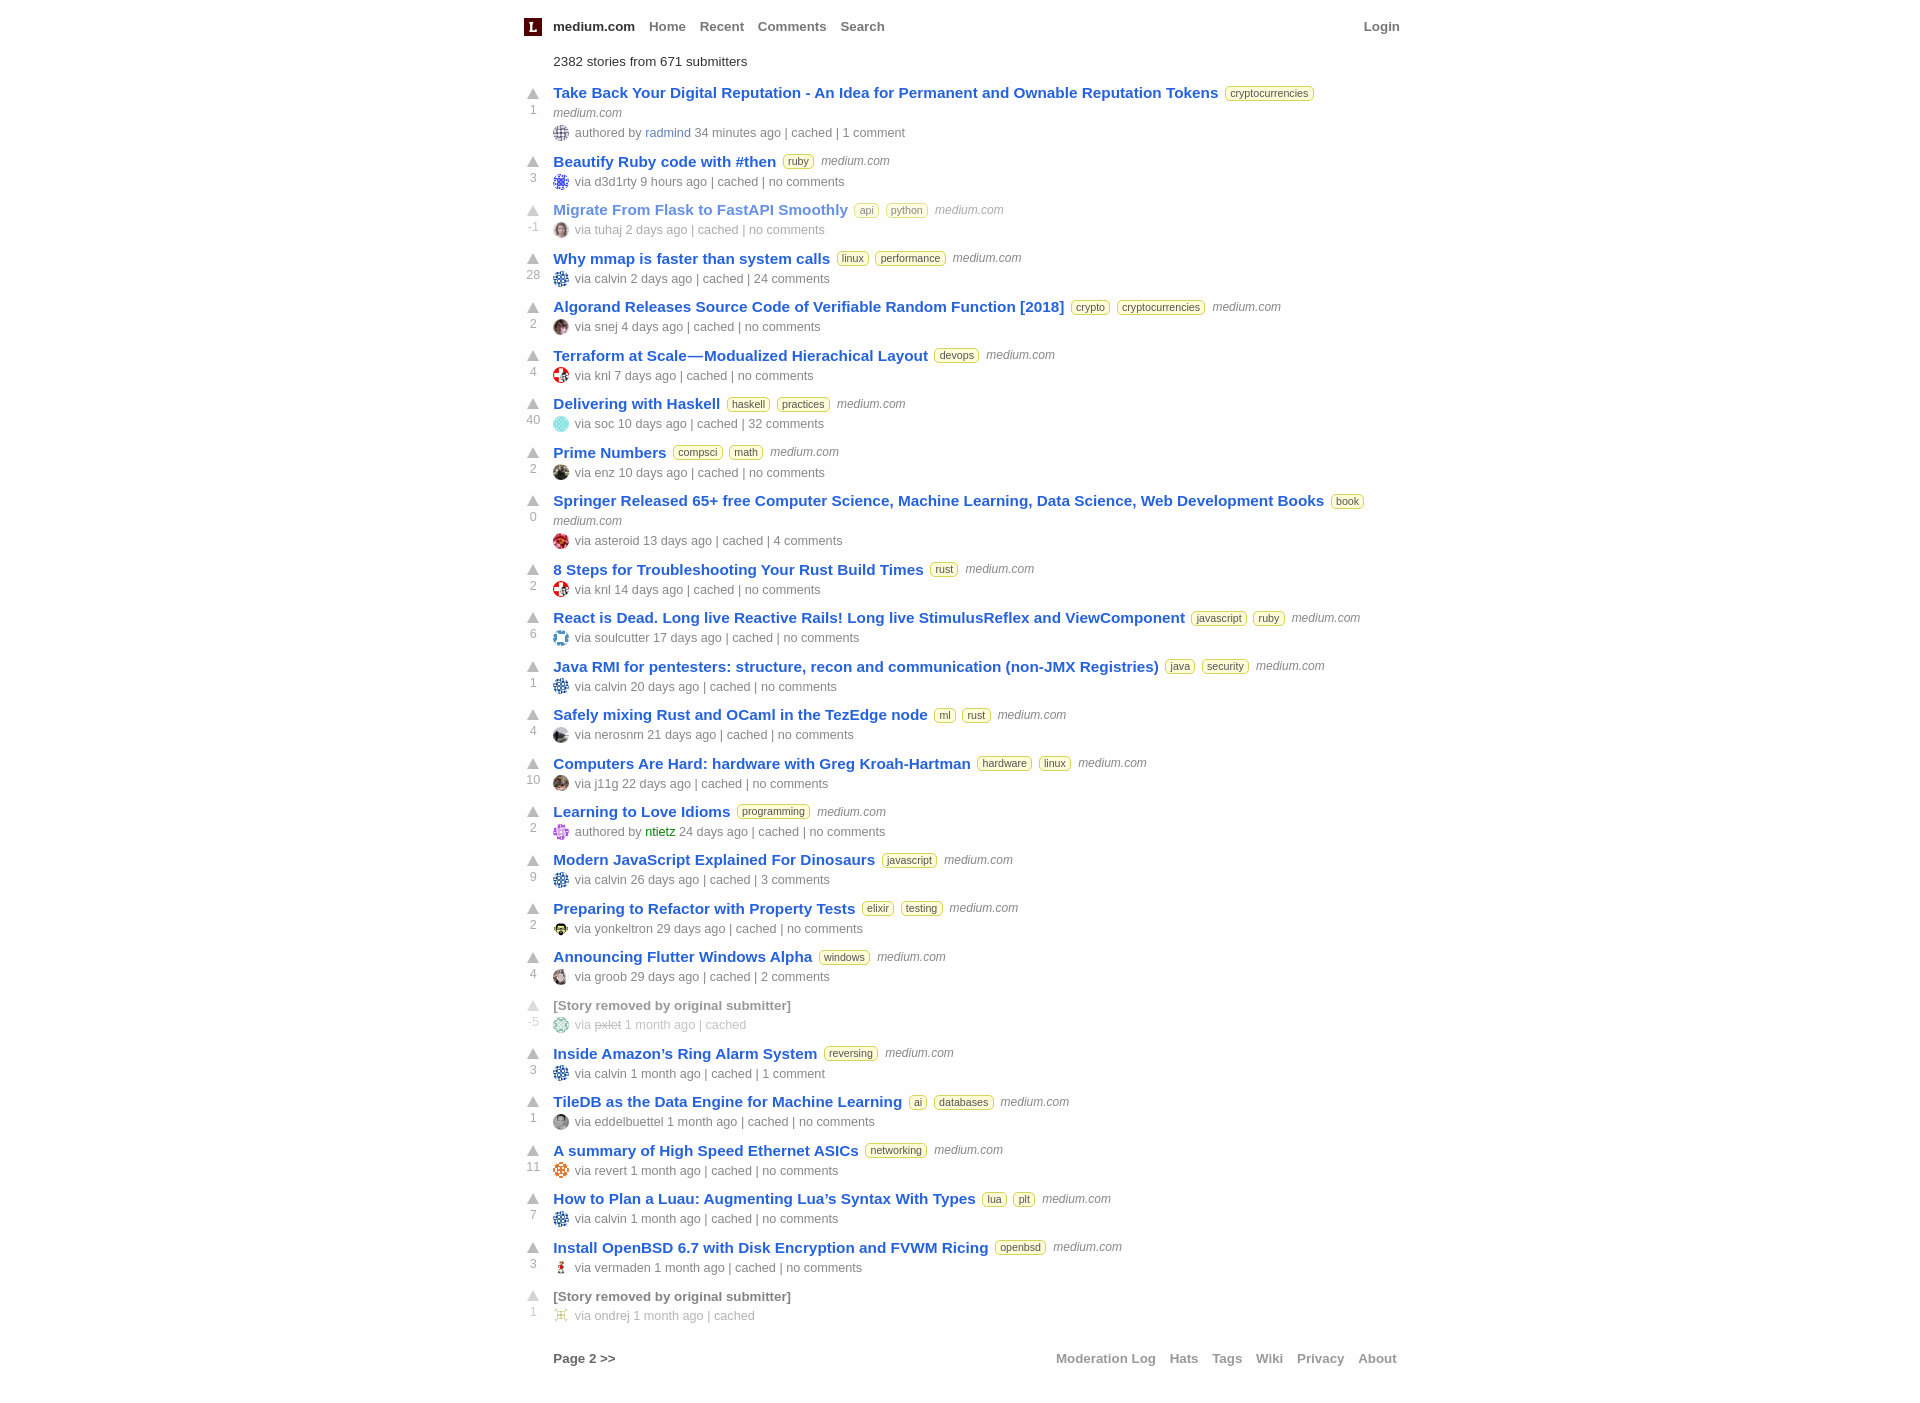 L medium.com Home Recent Comments Search Login
2382 stories from 671 submitters
Take Back Your Digital Reputation - An Idea for Permanent and Ownable Reputation Tokens cryptocurrencies
1 medium.com
authored by radmind 34 minutes ago | cached | 1 comment
Beautify Ruby code with #then ruby medium.com
3 via d3d1rty 9 hours ago | cached | no comments
Migrate From Flask to FastAPI Smoothly api python medium.com
-1 via tuhaj 2 days ago | cached | no comments
Why mmap is faster than system calls linux performance medium.com
28 via calvin 2 days ago | cached | 24 comments
Algorand Releases Source Code of Verifiable Random Function [2018] crypto cryptocurrencies medium.com
2 via snej 4 days ago | cached | no comments
Terraform at Scale — Modualized Hierachical Layout devops medium.com
4 via knl 7 days ago | cached | no comments
Delivering with Haskell haskell practices medium.com
40 via soc 10 days ago | cached | 32 comments
Prime Numbers compsci math medium.com
2 via enz 10 days ago | cached | no comments
Springer Released 65+ free Computer Science, Machine Learning, Data Science, Web Development Books book
0 medium.com
via asteroid 13 days ago | cached | 4 comments
8 Steps for Troubleshooting Your Rust Build Times rust medium.com
2 via knl 14 days ago | cached | no comments
React is Dead. Long live Reactive Rails! Long live StimulusReflex and ViewComponent javascript ruby medium.com
6 via soulcutter 17 days ago | cached | no comments
Java RMI for pentesters: structure, recon and communication (non-JMX Registries) java security medium.com
1 via calvin 20 days ago | cached | no comments
Safely mixing Rust and OCaml in the TezEdge node ml rust medium.com
4 via nerosnm 21 days ago | cached | no comments
Computers Are Hard: hardware with Greg Kroah-Hartman hardware linux medium.com
10 via j11g 22 days ago | cached | no comments
Learning to Love Idioms programming medium.com
2 authored by ntietz 24 days ago | cached | no comments
Modern JavaScript Explained For Dinosaurs javascript medium.com
9 via calvin 26 days ago | cached | 3 comments
Preparing to Refactor with Property Tests elixir testing medium.com
2 via yonkeltron 29 days ago | cached | no comments
Announcing Flutter Windows Alpha windows medium.com
4 via groob 29 days ago | cached | 2 comments
[Story removed by original submitter]
-5 via pxlet 1 month ago | cached
Inside Amazon’s Ring Alarm System reversing medium.com
3 via calvin 1 month ago | cached | 1 comment
TileDB as the Data Engine for Machine Learning ai databases medium.com
1 via eddelbuettel 1 month ago | cached | no comments
A summary of High Speed Ethernet ASICs networking medium.com
11 via revert 1 month ago | cached | no comments
How to Plan a Luau: Augmenting Lua’s Syntax With Types lua plt medium.com
7 via calvin 1 month ago | cached | no comments
Install OpenBSD 6.7 with Disk Encryption and FVWM Ricing openbsd medium.com
3 via vermaden 1 month ago | cached | no comments
[Story removed by original submitter]
1 via ondrej 1 month ago | cached
Page 2 >> Moderation Log Hats Tags Wiki Privacy About